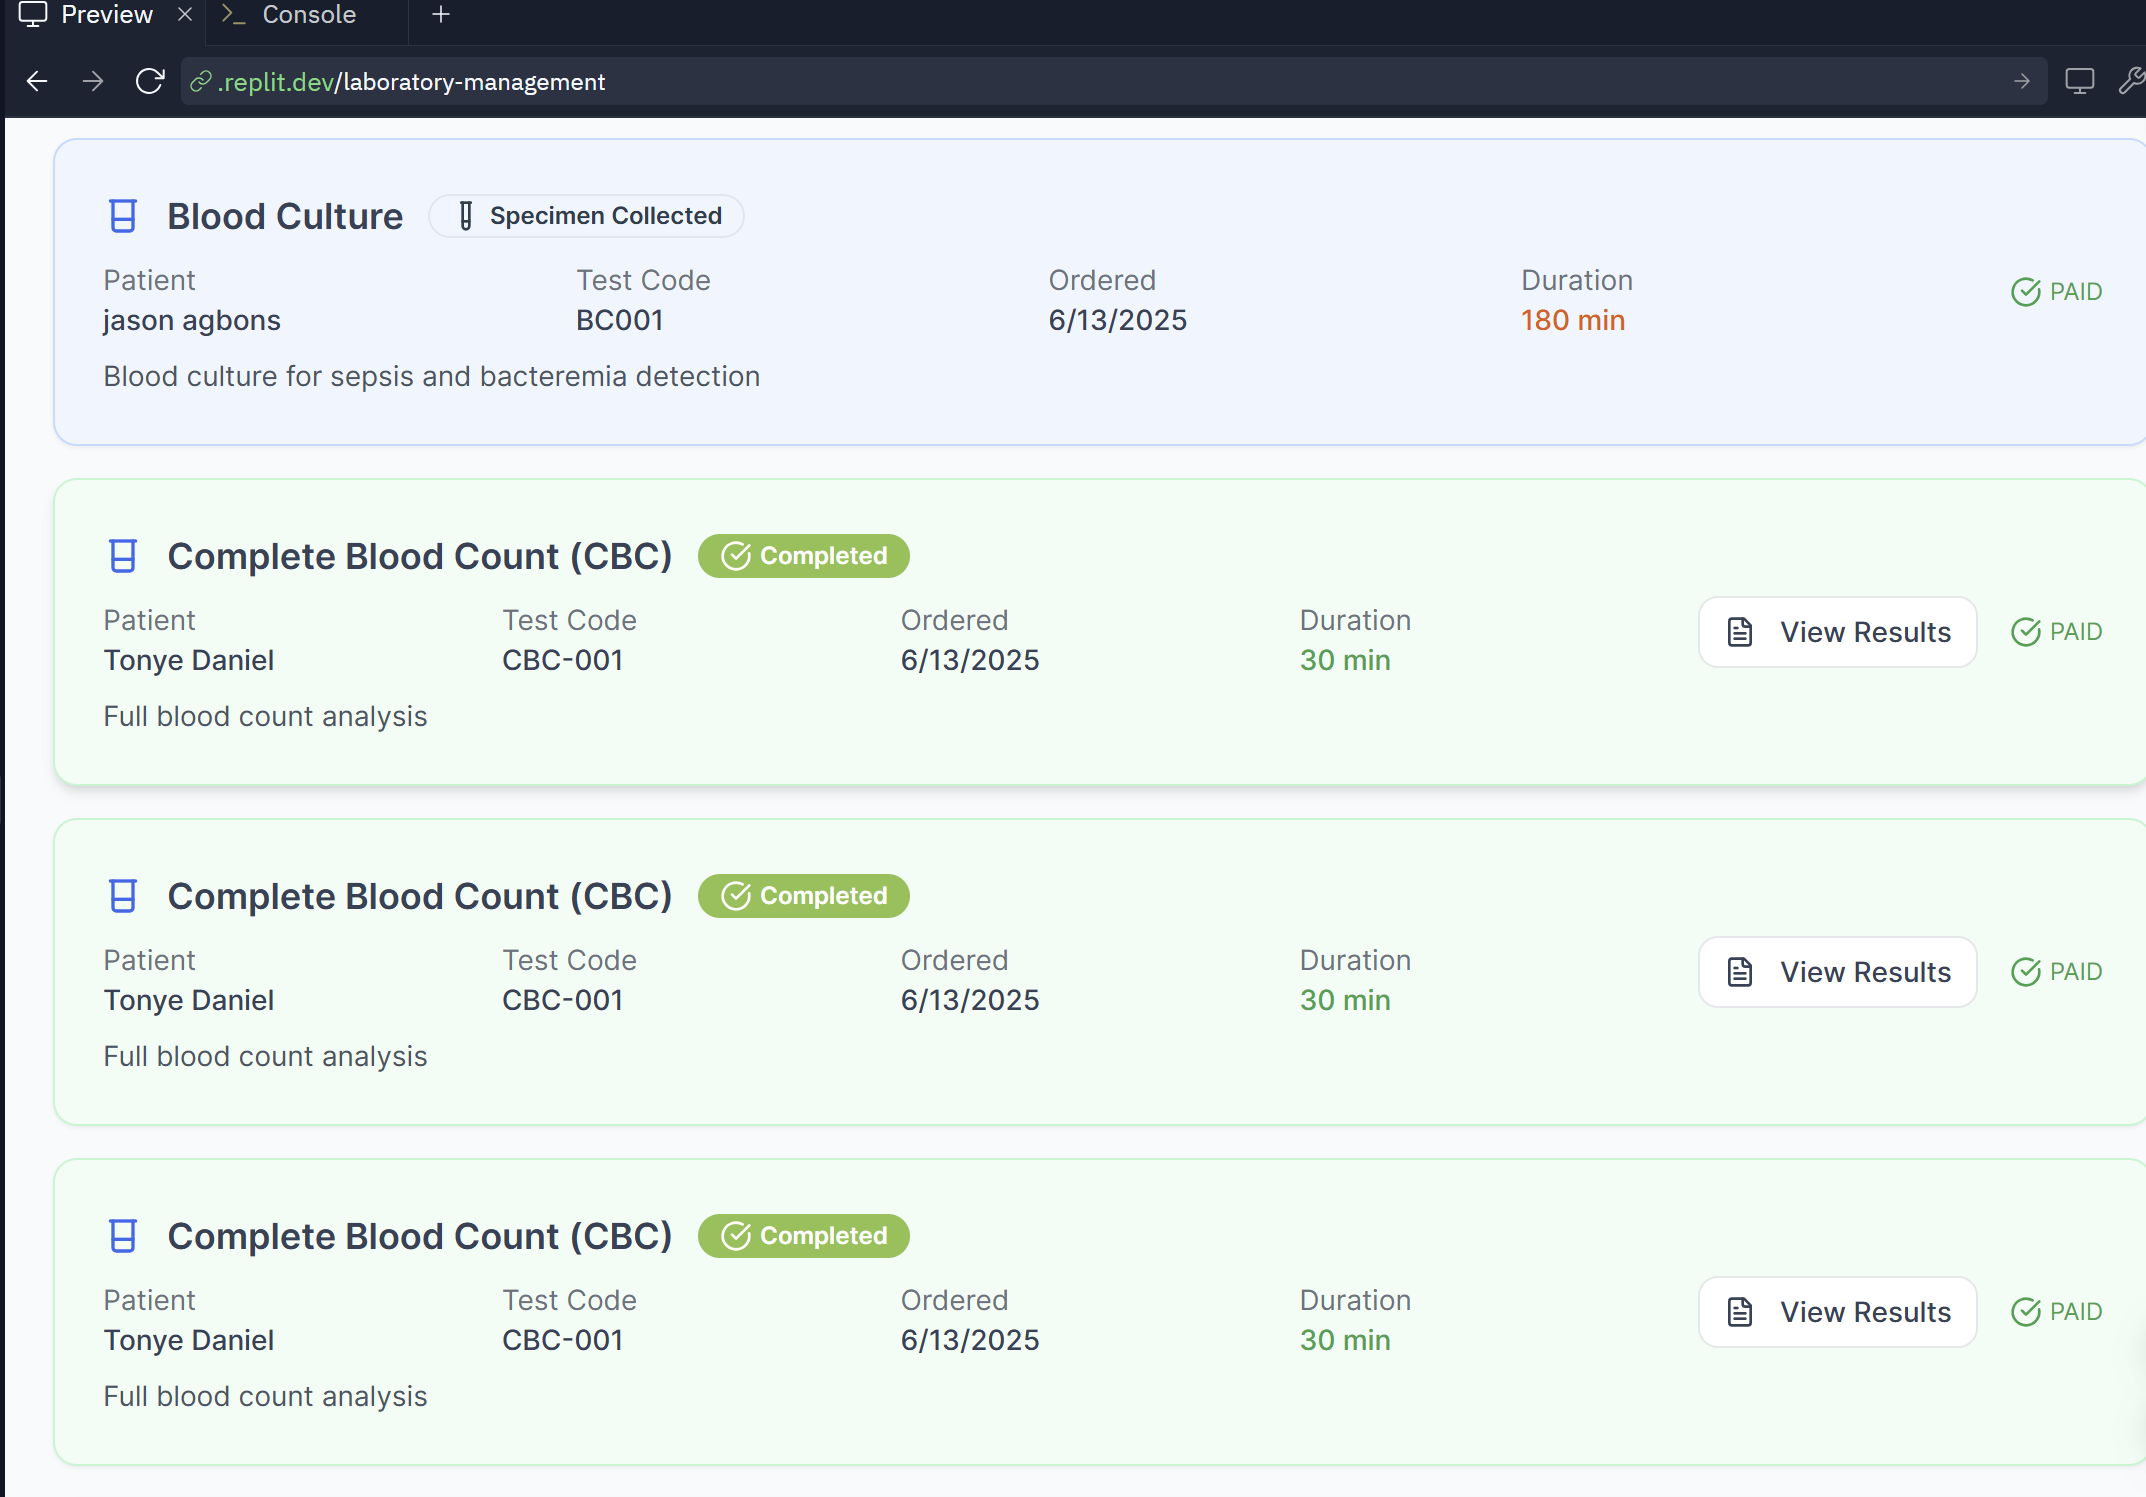 Preview
Console
.replit.dev/laboratory-management
Blood Culture Specimen Collected
Patient Test Code Ordered Duration
jason agbons BC001 6/13/2025 180 min PAID
Blood culture for sepsis and bacteremia detection
Complete Blood Count (CBC) Completed
Patient Test Code Ordered Duration
Tonye Daniel CBC-001 6/13/2025 30 min View Results PAID
Full blood count analysis
Complete Blood Count (CBC) Completed
Patient Test Code Ordered Duration
Tonye Daniel CBC-001 6/13/2025 30 min View Results PAID
Full blood count analysis
Complete Blood Count (CBC) Completed
Patient Test Code Ordered Duration
Tonye Daniel CBC-001 6/13/2025 30 min View Results PAID
Full blood count analysis